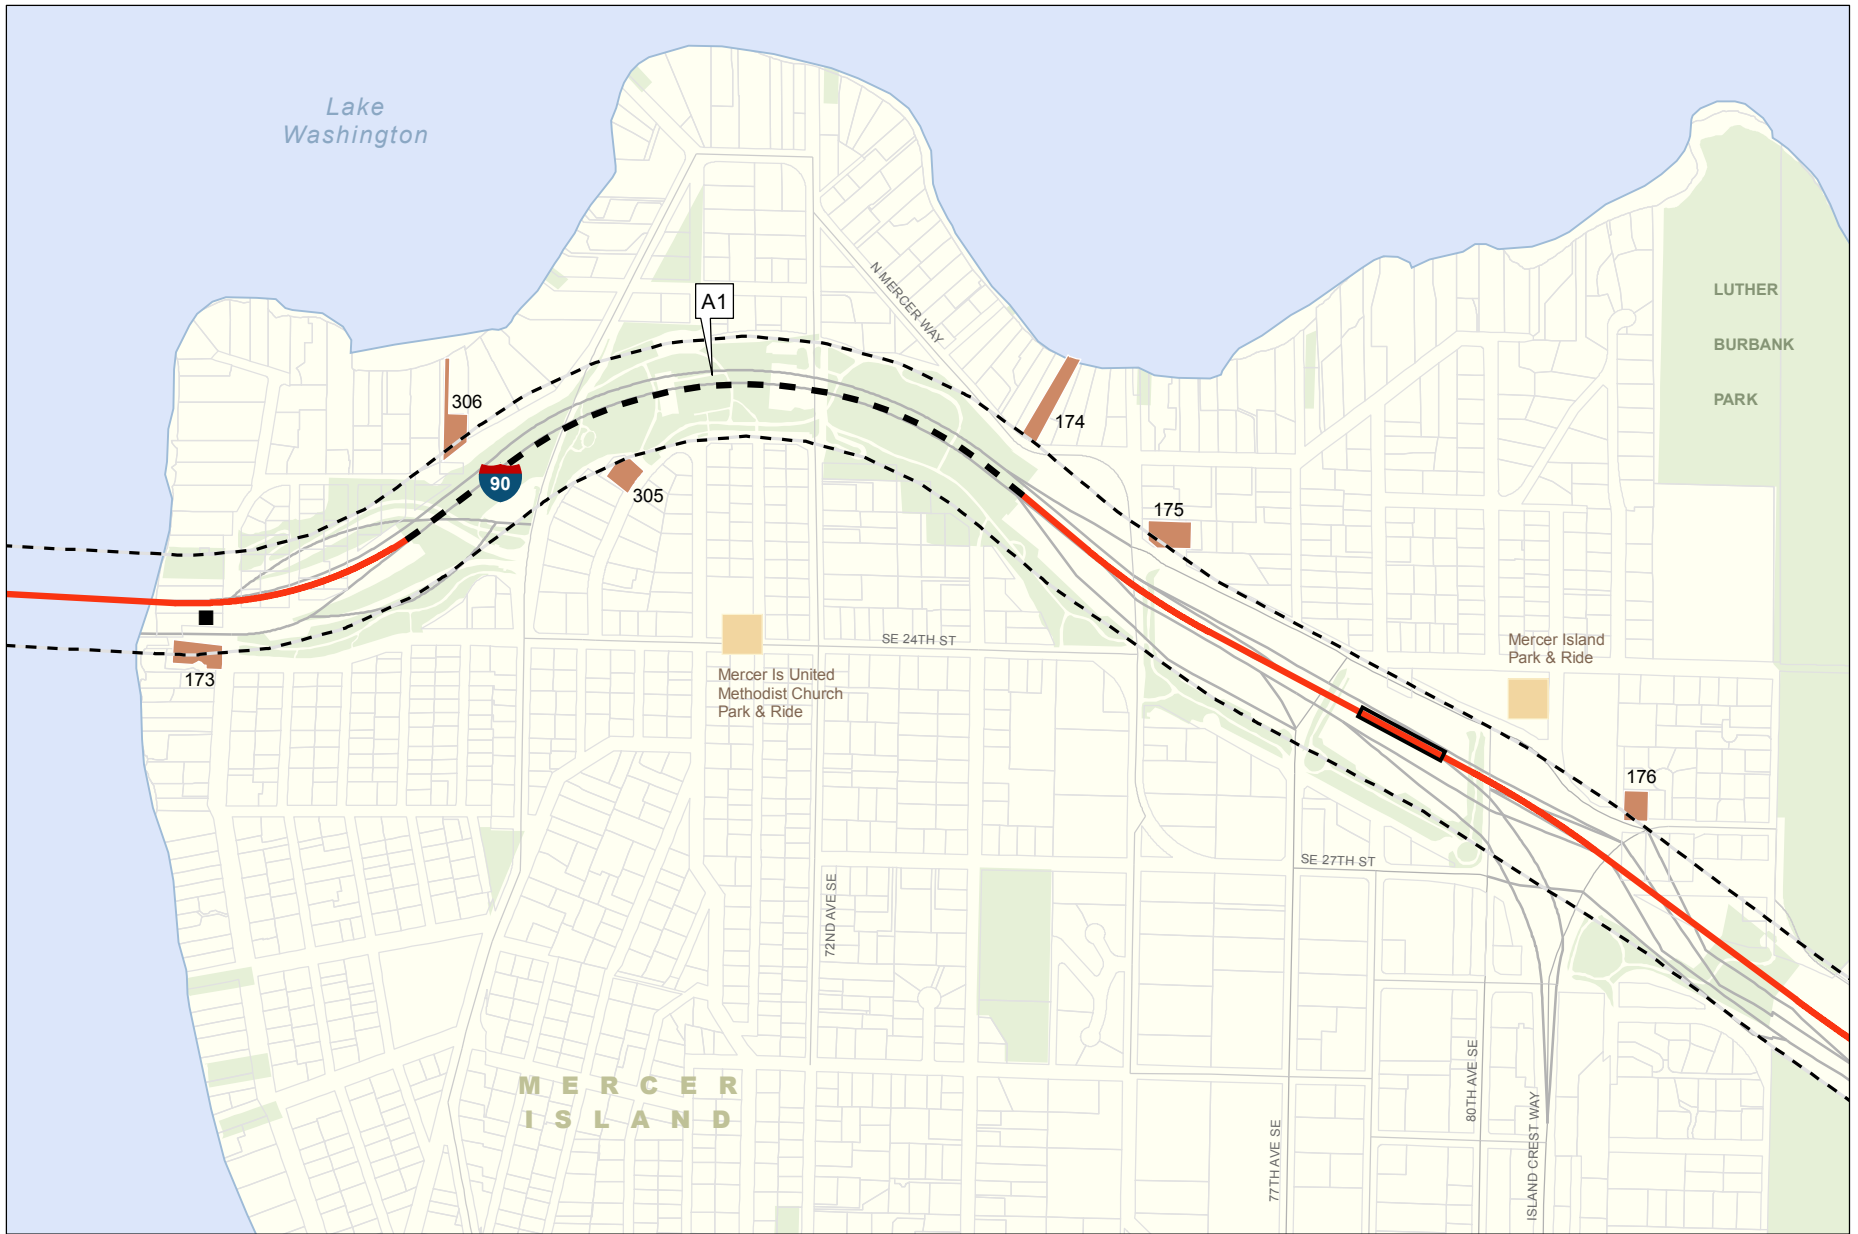 Lake
Washington
A1
N MERCER WAY
LUTHER
BURBANK
PARK
306
174
90
305
175
SE 24TH ST
Mercer Island
Park & Ride
173
Mercer Is United
Methodist Church
Park & Ride
176
SE 27TH ST
72ND AVE SE
MERCER
ISLAND
80TH AVE SE
77TH AVE SE
ISLAND CREST WAY